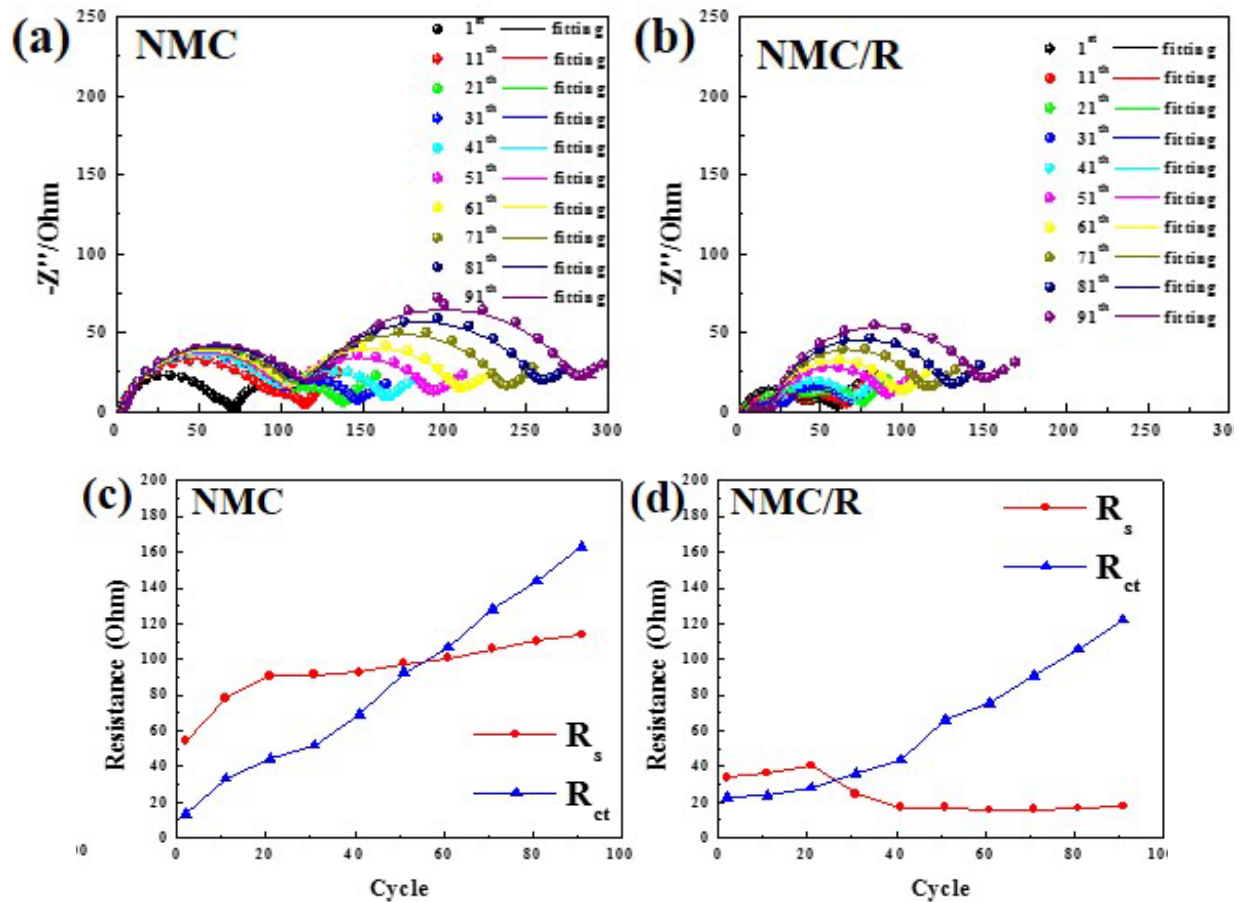 (a) NMC
250
200
150
100
50
0
-Z''/Ohm
1st fitting
11th fitting
21th fitting
31th fitting
41th fitting
51th fitting
61th fitting
71th fitting
81th fitting
91th fitting
0 50 100 150 200 250 300
(b) NMC/R
250
200
150
100
50
0
-Z''/Ohm
1st fitting
11th fitting
21th fitting
31th fitting
41th fitting
51th fitting
61th fitting
71th fitting
81th fitting
91th fitting
0 50 100 150 200 250 30
(c) NMC
200
180
160
140
120
100
80
60
40
20
0
Resistance (Ohm)
Rs
Rct
0 20 40 60 80 100
Cycle
00
(d) NMC/R
200
180
160
140
120
100
80
60
40
20
0
Resistance (Ohm)
Rs
Rct
0 20 40 60 80 10
Cycle